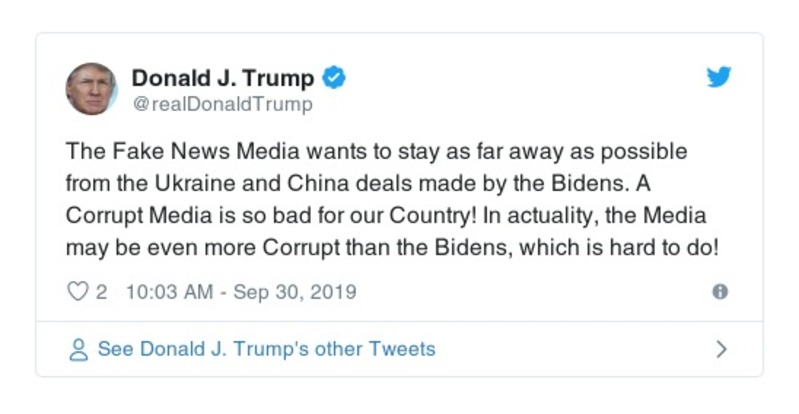 Donald J. Trump
@realDonaldTrump
The Fake News Media wants to stay as far away as possible
from the Ukraine and China deals made by the Bidens. A
Corrupt Media is so bad for our Country! In actuality, the Media
may be even more Corrupt than the Bidens, which is hard to do!
2 10:03 AM - Sep 30, 2019
See Donald J. Trump's other Tweets